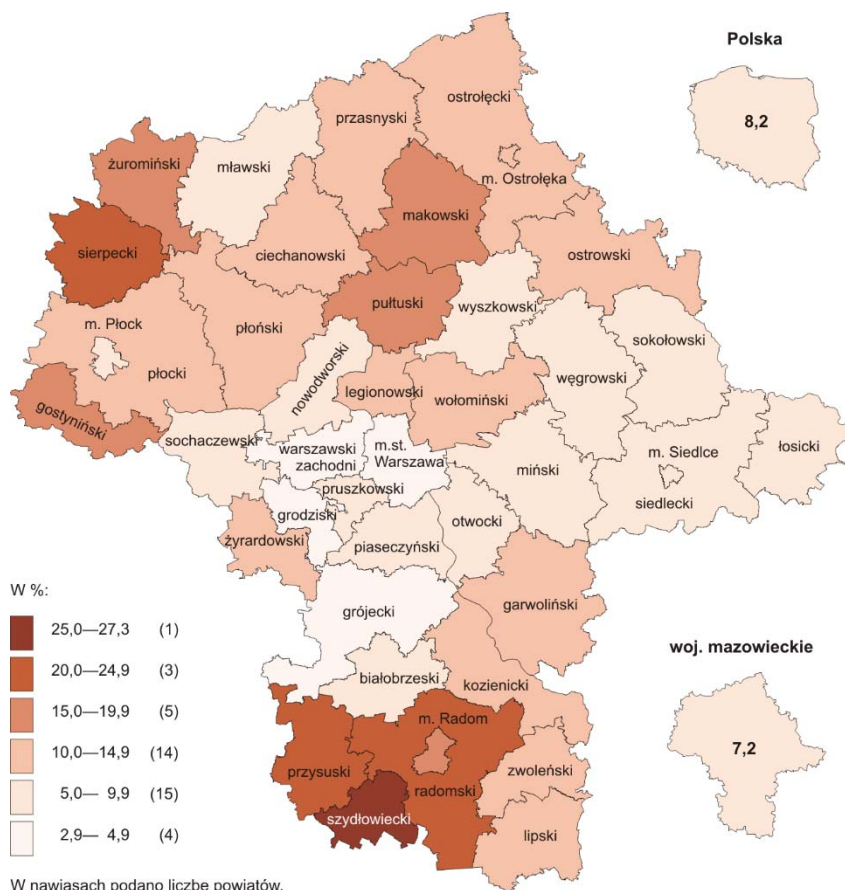 Polska
8,2
ostrołęcki
przasnyski
żuromiński
mławski
m. Ostrołęka
makowski
sierpecki
ciechanowski
ostrowski
pułtuski
wyszkowski
m. Płock
płoński
sokołowski
nowodworski
węgrowski
płocki
legionowski
wołomiński
gostyniński
sochaczewski
warszawski
zachodni
m.st.
Warszawa
m. Siedlce
łosicki
miński
pruszkowski
siedlecki
grodziski
otwocki
żyrardowski
piaseczyński
W %:
garwoliński
grójecki
25,0—27,3 (1)
20,0—24,9 (3)
15,0—19,9 (5)
10,0—14,9 (14)
5,0— 9,9 (15)
2,9— 4,9 (4)
woj. mazowieckie
7,2
białobrzeski
kozienicki
m. Radom
przysuski
zwoleński
radomski
szydłowiecki
lipski
W nawiasach podano liczbę powiatów.